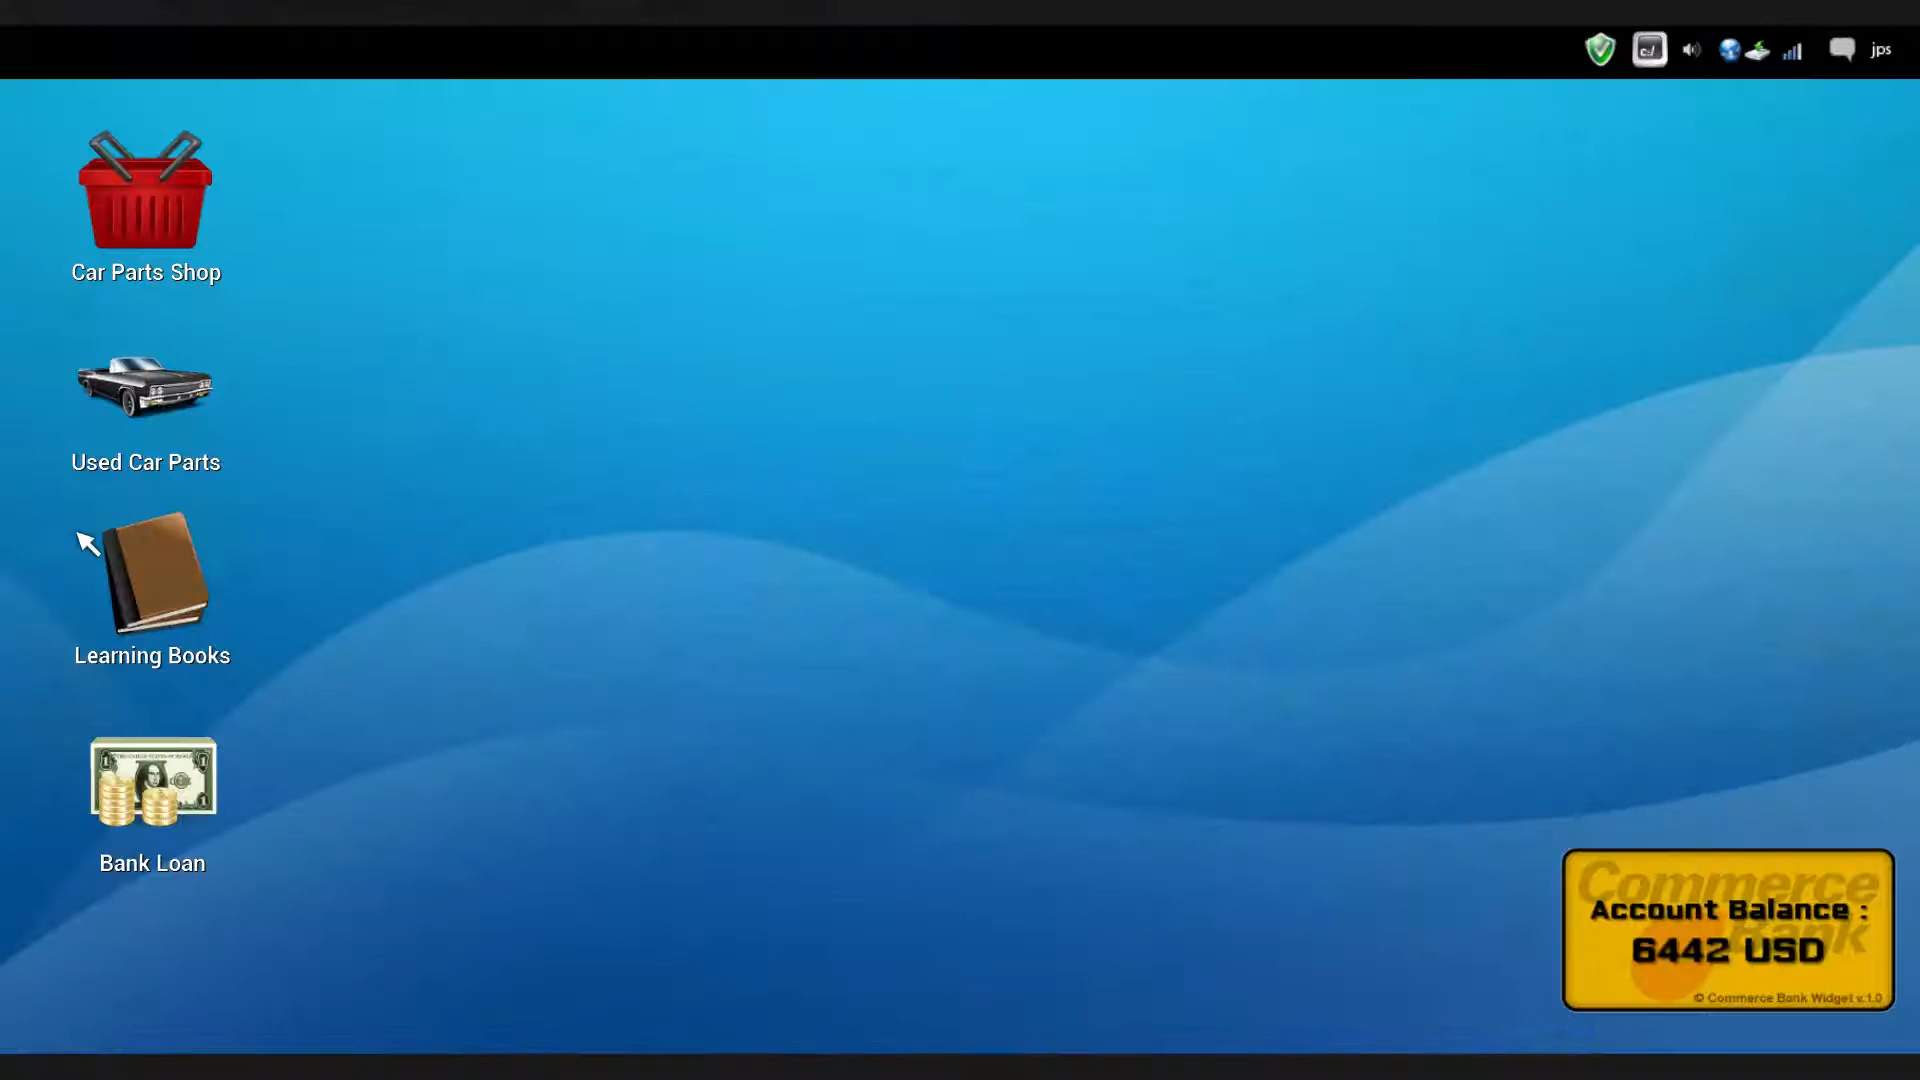 c:/
jps
Car Parts Shop
Used Car Parts
Learning Books
Bank Loan
Commerce
Account Balance :
Bank
6442 USD
© Commerce Bank Widget v.1.0